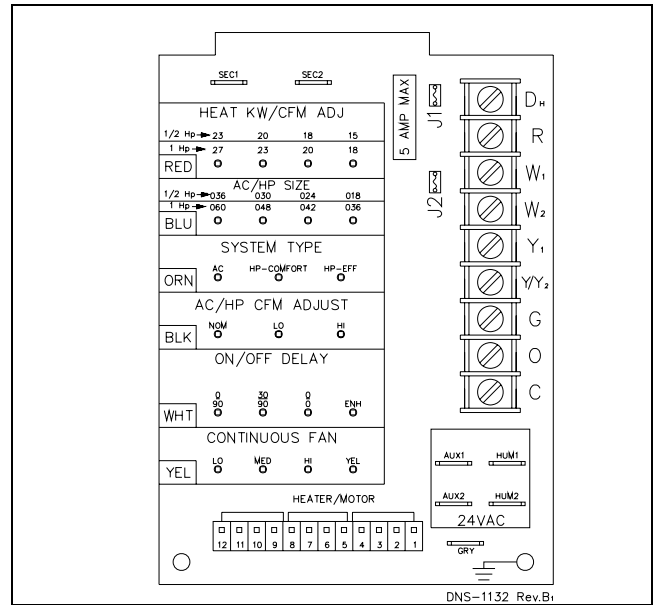 SEC1 SEC2
HEAT KW/CFM ADJ
1/2 Hp 23 20 18 15
1 Hp 27 23 20 18
RED
AC/HP SIZE
1/2 Hp 036 030 024 018
1 Hp 060 048 042 036
BLU
SYSTEM TYPE
AC HP-COMFORT HP-EFF
ORN
AC/HP CFM ADJUST
NOM LO HI
BLK
ON/OFF DELAY
0 30 0
90 90 0 ENH
WHT
CONTINUOUS FAN
LO MED HI YEL
YEL
5 AMP MAX
J1
J2
DH
R
W1
W2
Y1
Y/Y2
G
O
C
AUX1 HUM1
AUX2 HUM2
24VAC
GRY
HEATER/MOTOR
12 11 10 9 8 7 6 5 4 3 2 1
DNS-1132 Rev.B1